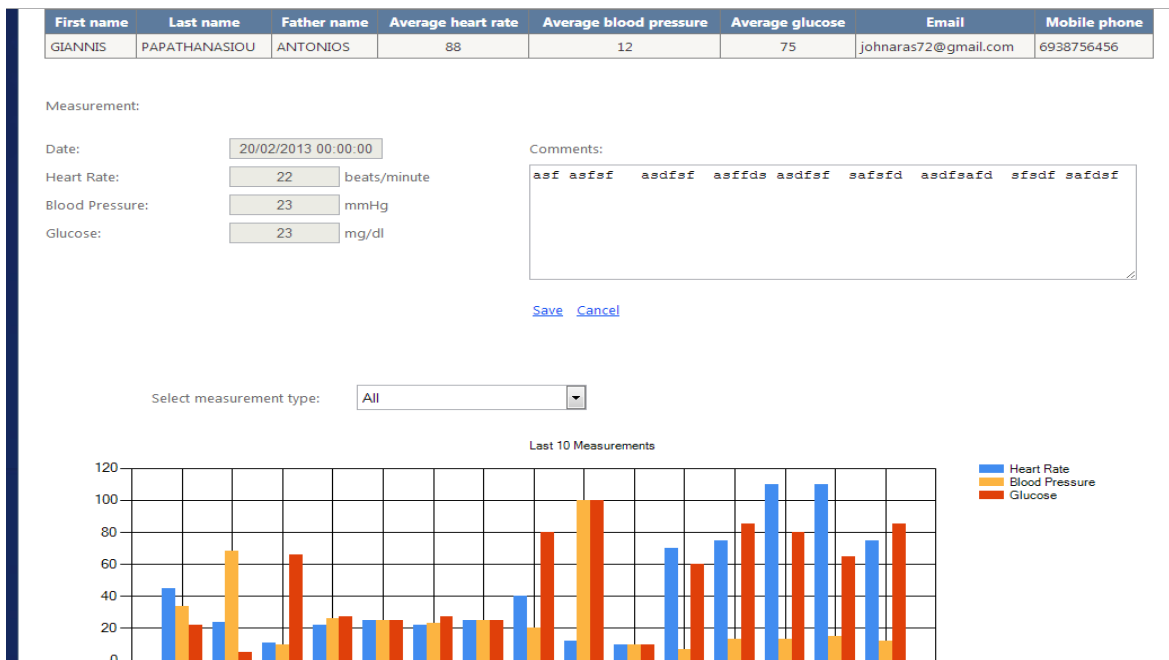 First name Last name Father name Average heart rate Average blood pressure Average glucose Email Mobile phone
GIANNIS PAPATHANASIOU ANTONIOS 88 12 75 johnaras72@gmail.com 6938756456
Measurement:
Date: 20/02/2013 00:00:00
Heart Rate: 22 beats/minute
Blood Pressure: 23 mmHg
Glucose: 23 mg/dl
Comments:
asf asfsf asdfsf asffds asdfsf safsfd asdfsafd sfsdf safdsf
Save Cancel
Select measurement type: All
Last 10 Measurements
120
100
80
60
40
20
0
Heart Rate
Blood Pressure
Glucose